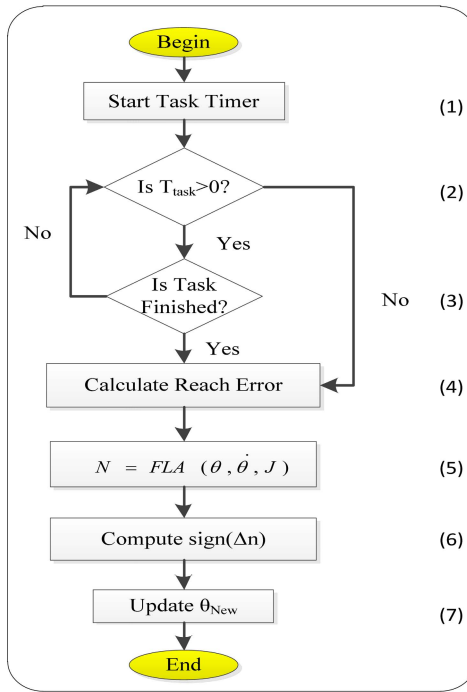 Begin
Start Task Timer
(1)
Is T_task>0?
(2)
No
Yes
Is Task
Finished?
No
(3)
Yes
Calculate Reach Error
(4)
N = FLA (θ, θ̇, J)
(5)
Compute sign(Δn)
(6)
Update θ_New
(7)
End